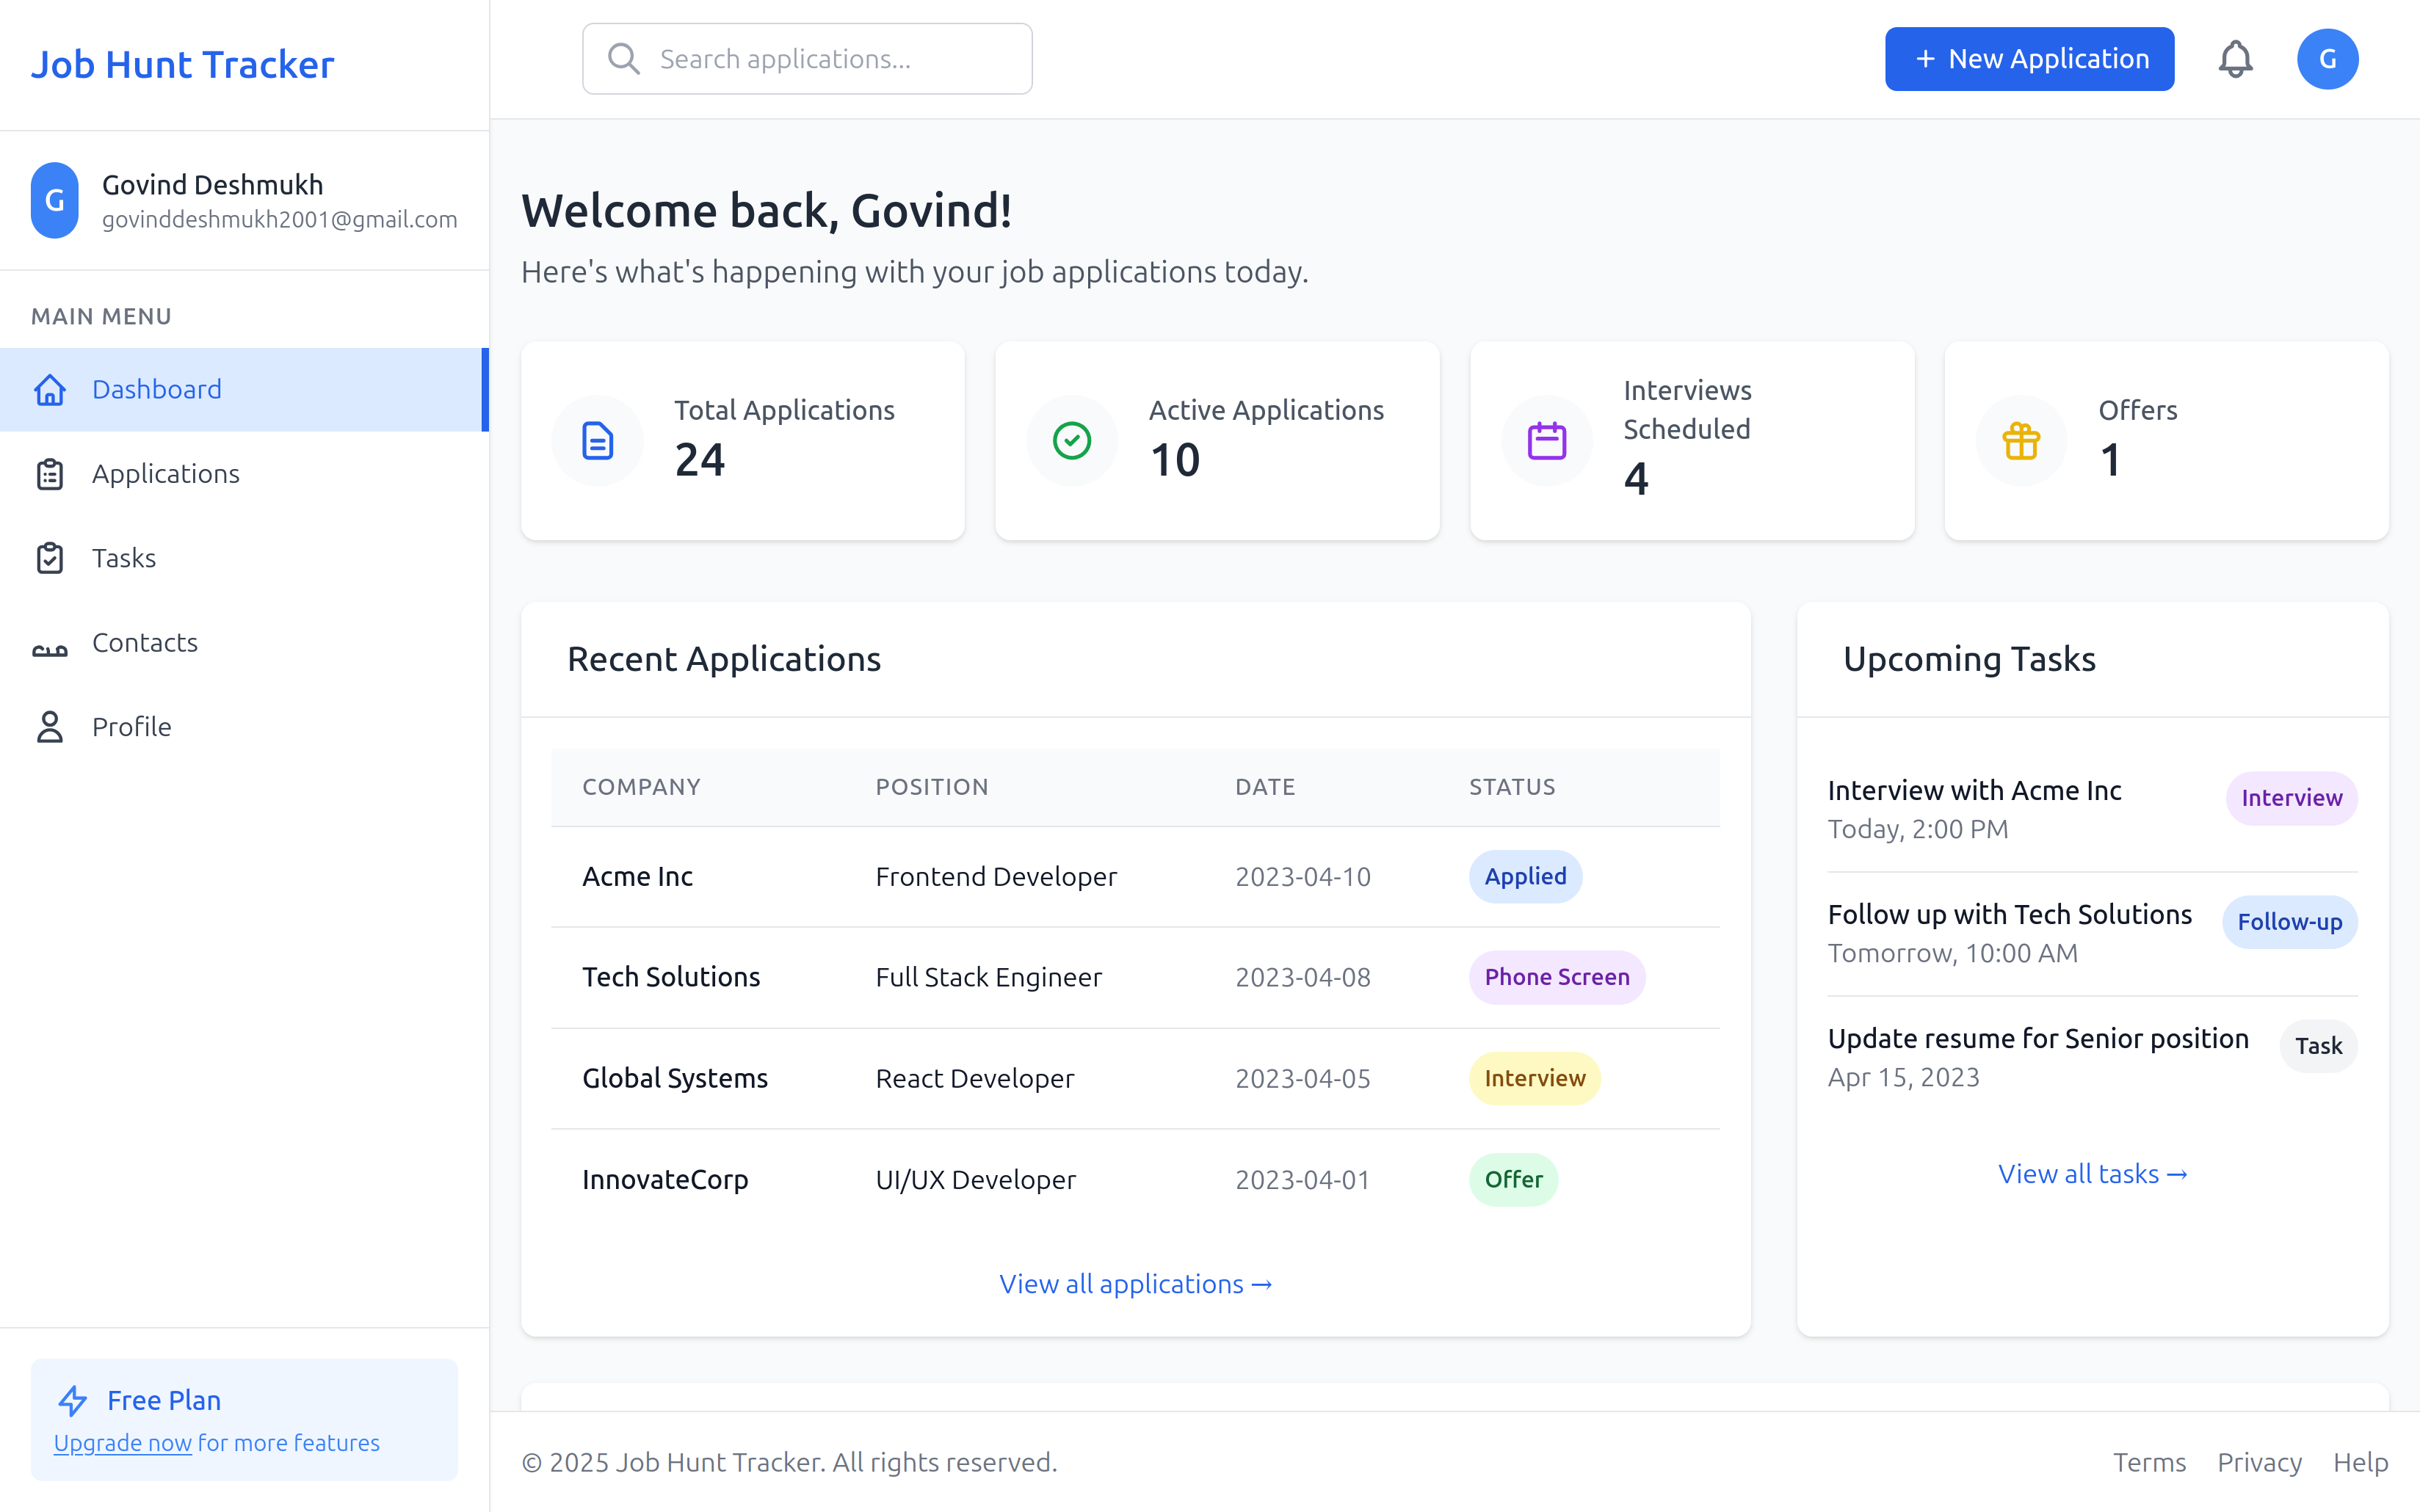 Job Hunt Tracker
G
Govind Deshmukh
govinddeshmukh2001@gmail.com
MAIN MENU
Dashboard
Applications
Tasks
Contacts
Profile
Free Plan
Upgrade now for more features
Search applications...
+ New Application
G
Welcome back, Govind!
Here's what's happening with your job applications today.
Total Applications
24
Active Applications
10
Interviews
Scheduled
4
Offers
1
Recent Applications
COMPANY POSITION DATE STATUS
Acme Inc Frontend Developer 2023-04-10 Applied
Tech Solutions Full Stack Engineer 2023-04-08 Phone Screen
Global Systems React Developer 2023-04-05 Interview
InnovateCorp UI/UX Developer 2023-04-01 Offer
View all applications →
Upcoming Tasks
Interview with Acme Inc Interview
Today, 2:00 PM
Follow up with Tech Solutions Follow-up
Tomorrow, 10:00 AM
Update resume for Senior position Task
Apr 15, 2023
View all tasks →
© 2025 Job Hunt Tracker. All rights reserved.
Terms Privacy Help